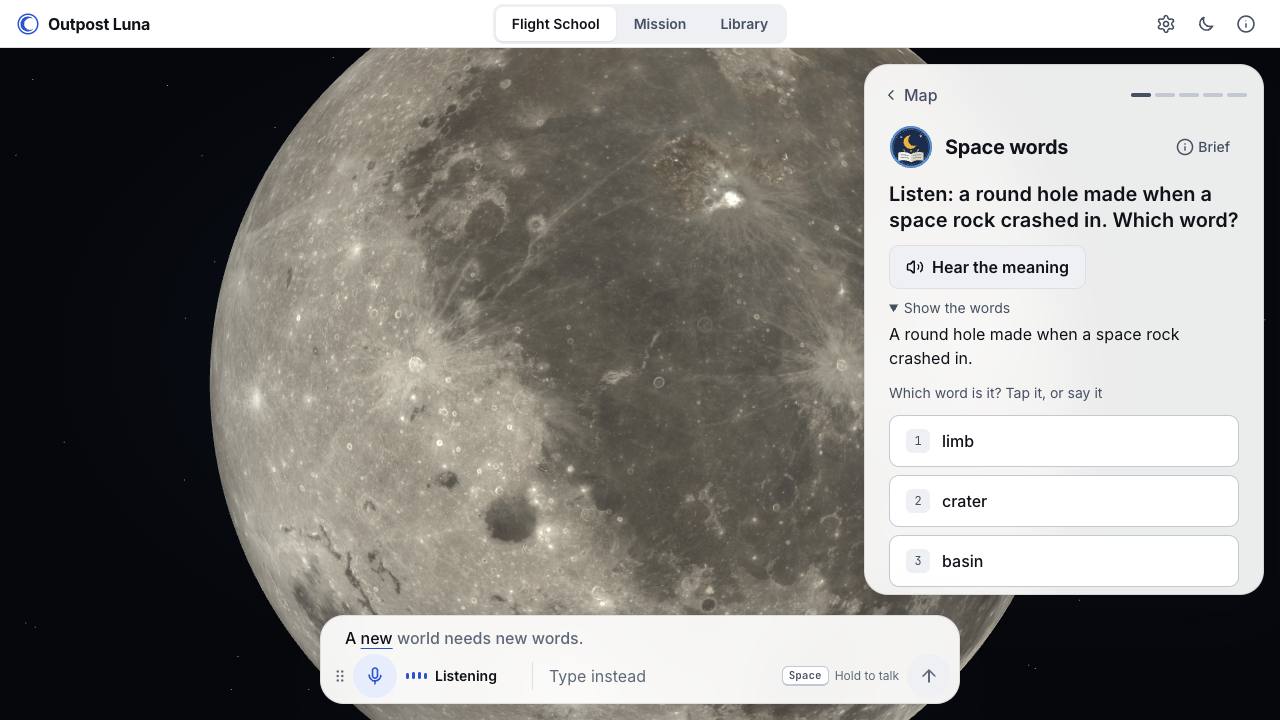 Outpost Luna
Flight School
Mission
Library
Map
Space words
Brief
Listen: a round hole made when a
space rock crashed in. Which word?
Hear the meaning
Show the words
A round hole made when a space rock
crashed in.
Which word is it? Tap it, or say it
1 limb
2 crater
3 basin
A new world needs new words.
Listening
Type instead
Space Hold to talk